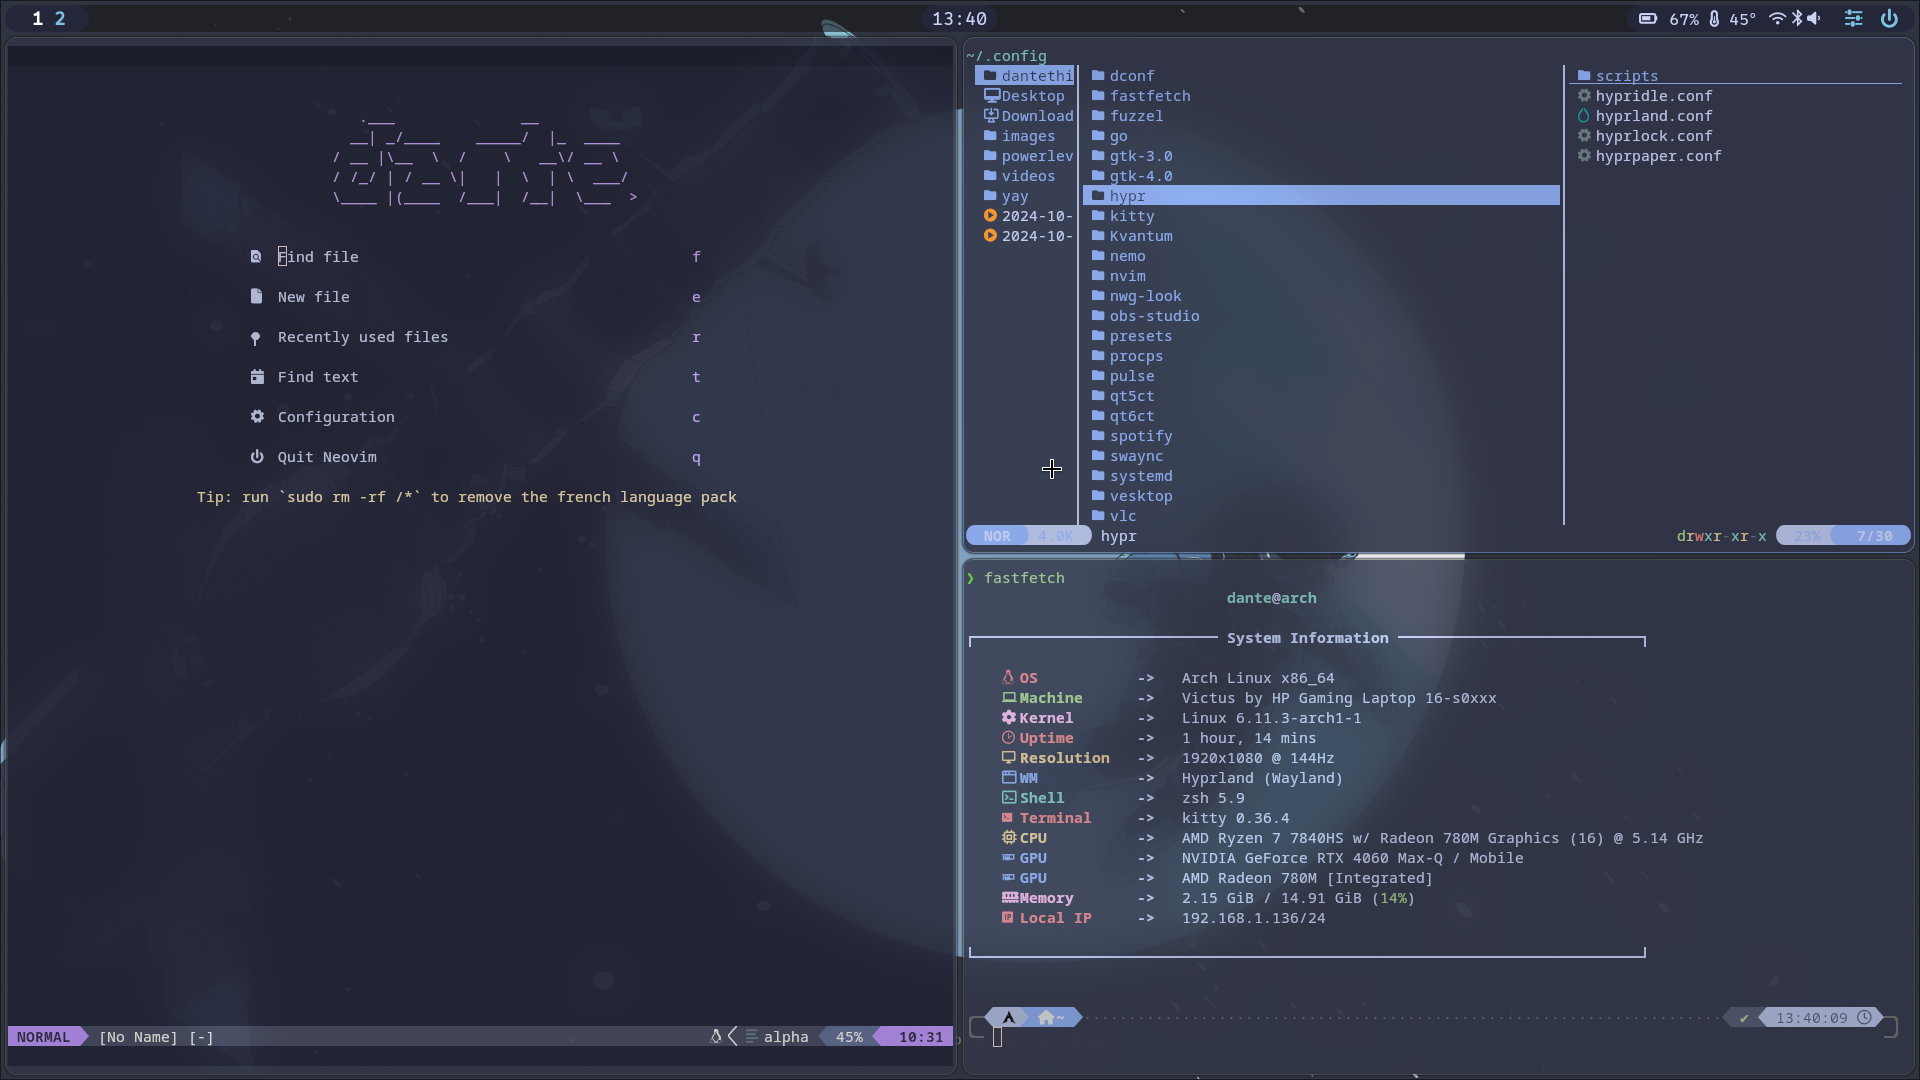 1 2
13:40
67% 45°
Find file f
New file e
Recently used files r
Find text t
Configuration c
Quit Neovim q
Tip: run `sudo rm -rf /*` to remove the french language pack
NORMAL [No Name] [-] alpha 45% 10:31
~/.config
dantethi
Desktop
Download
images
powerlev
videos
yay
2024-10-
2024-10-
dconf
fastfetch
fuzzel
go
gtk-3.0
gtk-4.0
hypr
kitty
Kvantum
nemo
nvim
nwg-look
obs-studio
presets
procps
pulse
qt5ct
qt6ct
spotify
swaync
systemd
vesktop
vlc
scripts
hypridle.conf
hyprland.conf
hyprlock.conf
hyprpaper.conf
NOR 4.0K hypr drwxr-xr-x 23% 7/30
❯ fastfetch
dante@arch
System Information
OS -> Arch Linux x86_64
Machine -> Victus by HP Gaming Laptop 16-s0xxx
Kernel -> Linux 6.11.3-arch1-1
Uptime -> 1 hour, 14 mins
Resolution -> 1920x1080 @ 144Hz
WM -> Hyprland (Wayland)
Shell -> zsh 5.9
Terminal -> kitty 0.36.4
CPU -> AMD Ryzen 7 7840HS w/ Radeon 780M Graphics (16) @ 5.14 GHz
GPU -> NVIDIA GeForce RTX 4060 Max-Q / Mobile
GPU -> AMD Radeon 780M [Integrated]
Memory -> 2.15 GiB / 14.91 GiB (14%)
Local IP -> 192.168.1.136/24
~ ✔ 13:40:09